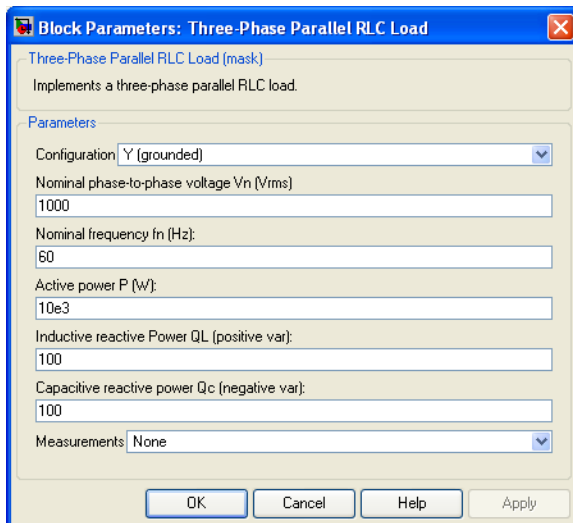 Block Parameters: Three-Phase Parallel RLC Load
Three-Phase Parallel RLC Load (mask)
Implements a three-phase parallel RLC load.
Parameters
Configuration Y (grounded)
Nominal phase-to-phase voltage Vn (Vrms)
1000
Nominal frequency fn (Hz):
60
Active power P (W):
10e3
Inductive reactive Power QL (positive var):
100
Capacitive reactive power Qc (negative var):
100
Measurements None
OK Cancel Help Apply